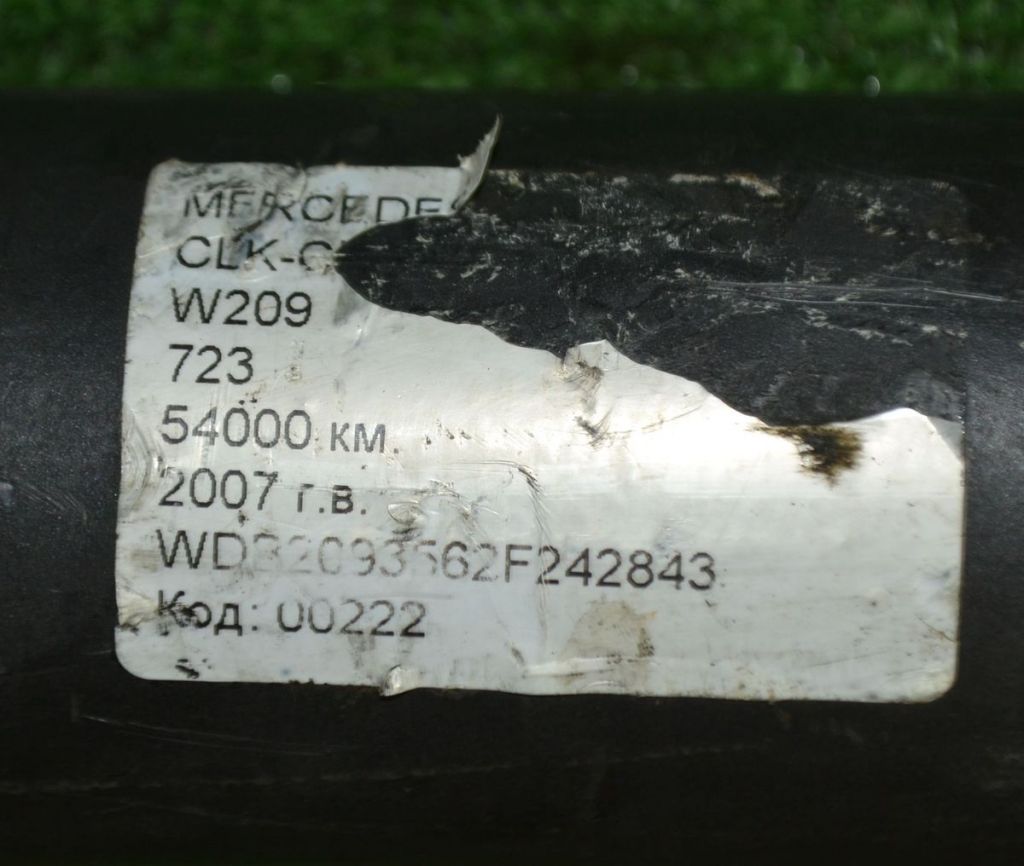 MERCEDES
CLK-C
W209
723
54000 км.
2007 г.в.
WDB2093562F242843
Код: 00222